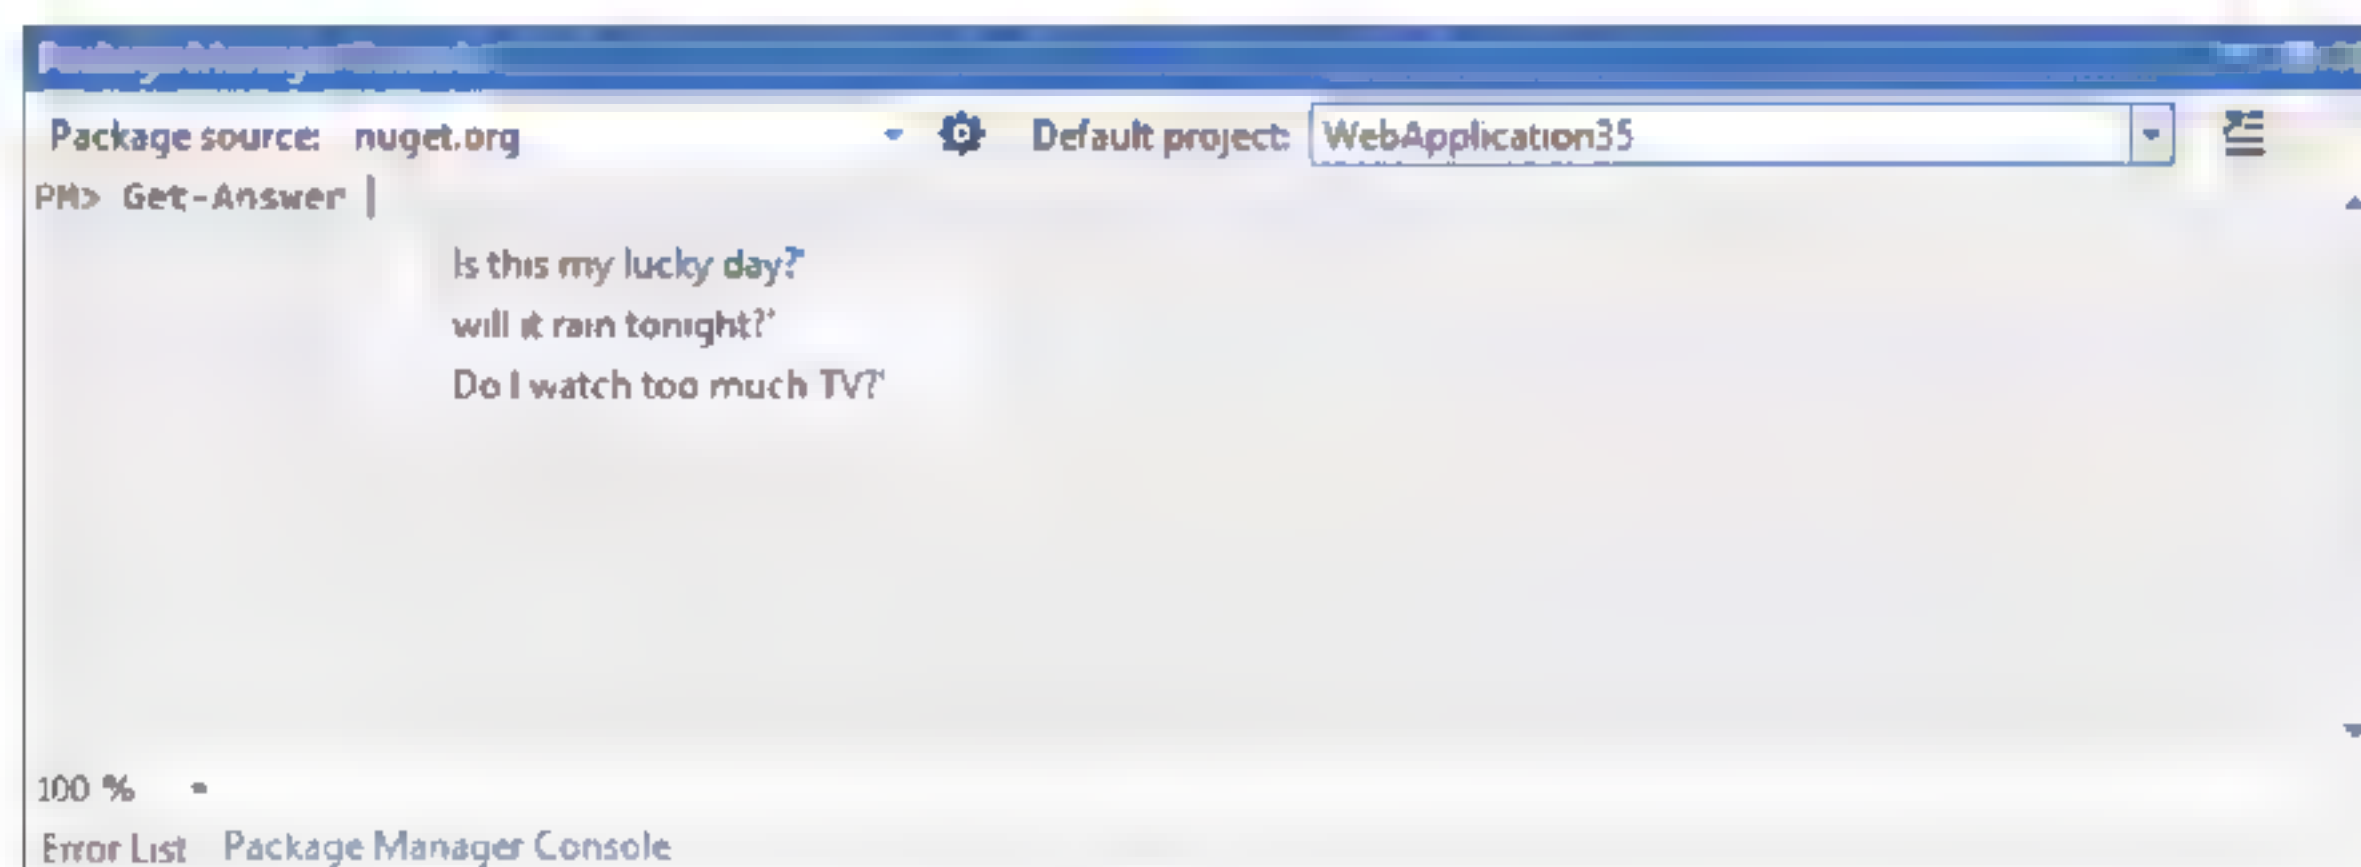 Package source: nuget.org Default project: WebApplication35
PM> Get-Answer
Is this my lucky day?'
will it rain tonight?'
Do I watch too much TV?'
100 %
Error List Package Manager Console